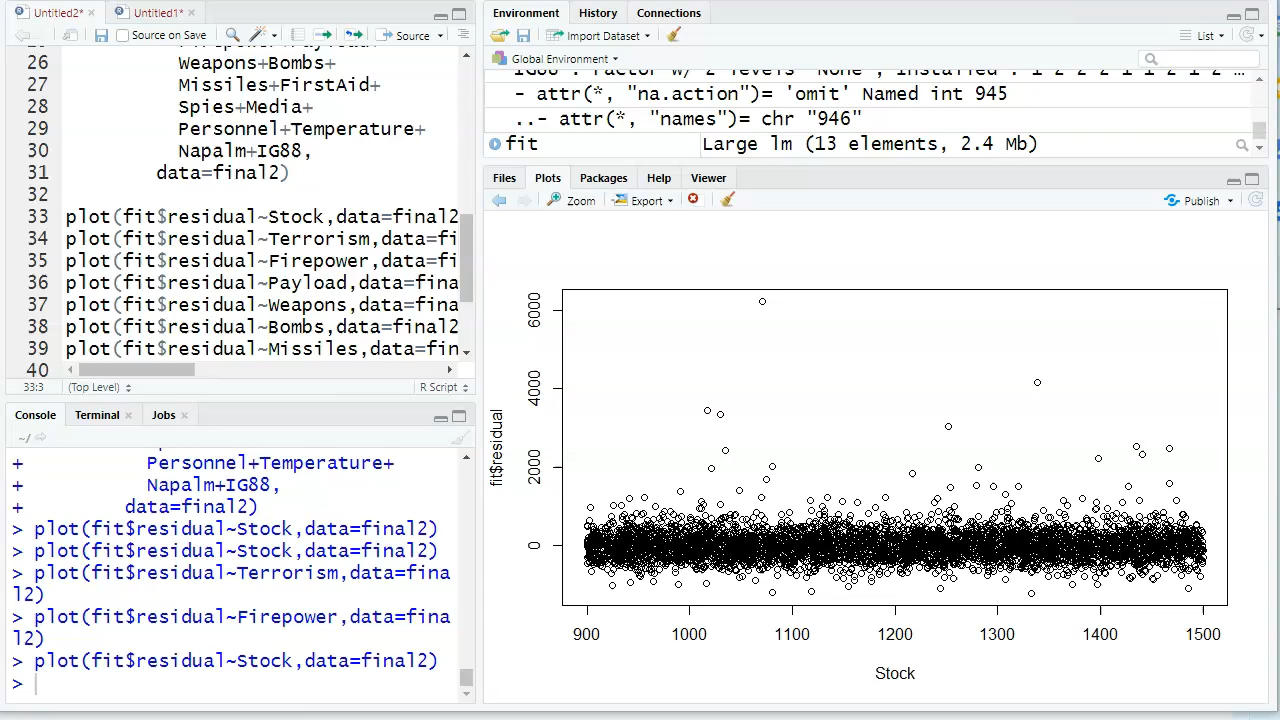 Untitled2*
Untitled1*
Source on Save
Source
26 Weapons+Bombs+
27 Missiles+FirstAid+
28 Spies+Media+
29 Personnel+Temperature+
30 Napalm+IG88,
31 data=final2)
32
33 plot(fit$residual~Stock,data=final2
34 plot(fit$residual~Terrorism,data=fi
35 plot(fit$residual~Firepower,data=fi
36 plot(fit$residual~Payload,data=fina
37 plot(fit$residual~Weapons,data=fina
38 plot(fit$residual~Bombs,data=final2
39 plot(fit$residual~Missiles,data=fin
40
33:3 (Top Level) R Script
Console Terminal Jobs
~/
+ Personnel+Temperature+
+ Napalm+IG88,
+ data=final2)
> plot(fit$residual~Stock,data=final2)
> plot(fit$residual~Stock,data=final2)
> plot(fit$residual~Terrorism,data=fina
l2)
> plot(fit$residual~Firepower,data=fina
l2)
> plot(fit$residual~Stock,data=final2)
>
Environment History Connections
Import Dataset
List
Global Environment
- attr(*, "na.action")= 'omit' Named int 945
..- attr(*, "names")= chr "946"
fit Large lm (13 elements, 2.4 Mb)
Files Plots Packages Help Viewer
Zoom Export Publish
fit$residual
6000
4000
2000
0
900 1000 1100 1200 1300 1400 1500
Stock